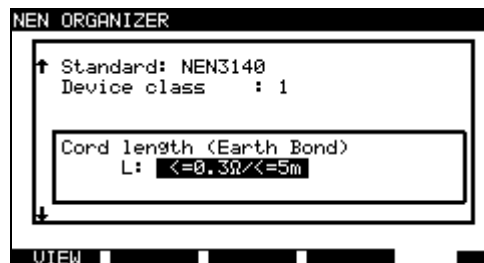 NEN ORGANIZER
Standard: NEN3140
Device class : 1
Cord length (Earth Bond)
L: <=0.3Ω/<=5m
VIEW